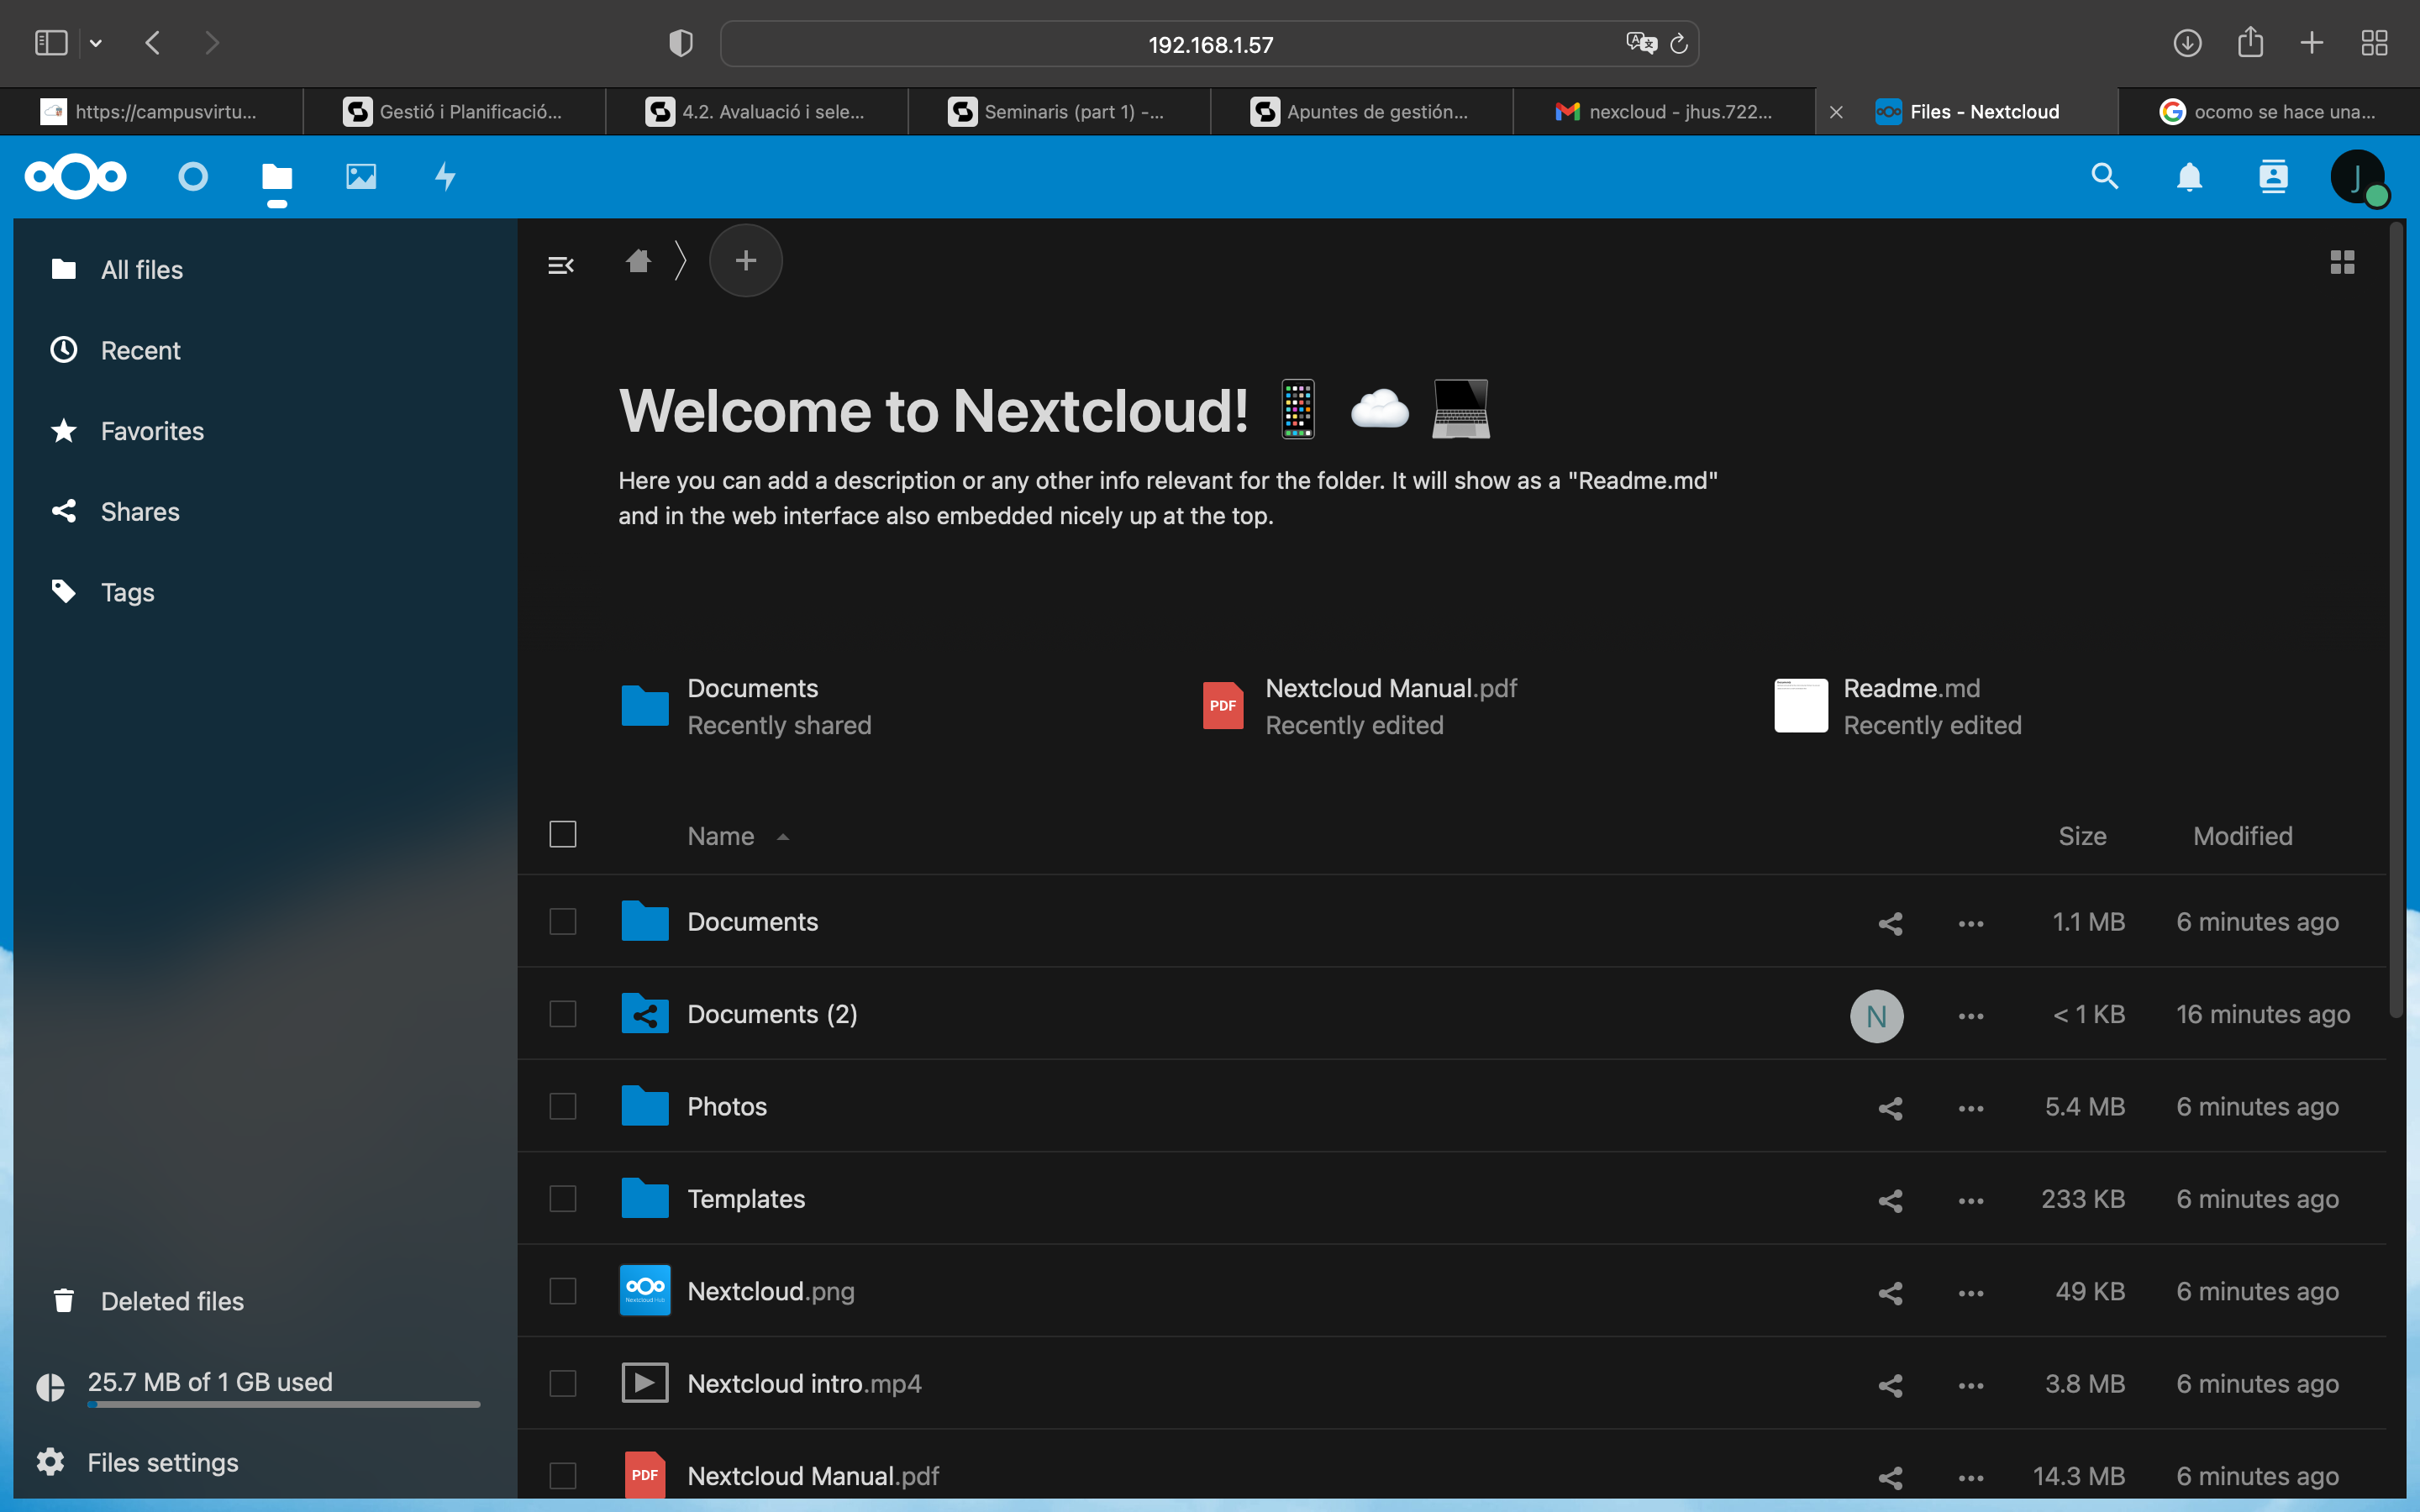 192.168.1.57
https://campusvirtu...
Gestió i Planificació...
4.2. Avaluació i sele...
Seminaris (part 1) -...
Apuntes de gestión...
nexcloud - jhus.722...
Files - Nextcloud
ocomo se hace una...
J
All files
Recent
Favorites
Shares
Tags
Welcome to Nextcloud!
Here you can add a description or any other info relevant for the folder. It will show as a "Readme.md"
and in the web interface also embedded nicely up at the top.
Documents
Recently shared
PDF
Nextcloud Manual.pdf
Recently edited
Readme.md
Recently edited
Name Size Modified
Documents 1.1 MB 6 minutes ago
Documents (2) N < 1 KB 16 minutes ago
Photos 5.4 MB 6 minutes ago
Templates 233 KB 6 minutes ago
Nextcloud.png 49 KB 6 minutes ago
Nextcloud intro.mp4 3.8 MB 6 minutes ago
PDF Nextcloud Manual.pdf 14.3 MB 6 minutes ago
Deleted files
25.7 MB of 1 GB used
Files settings